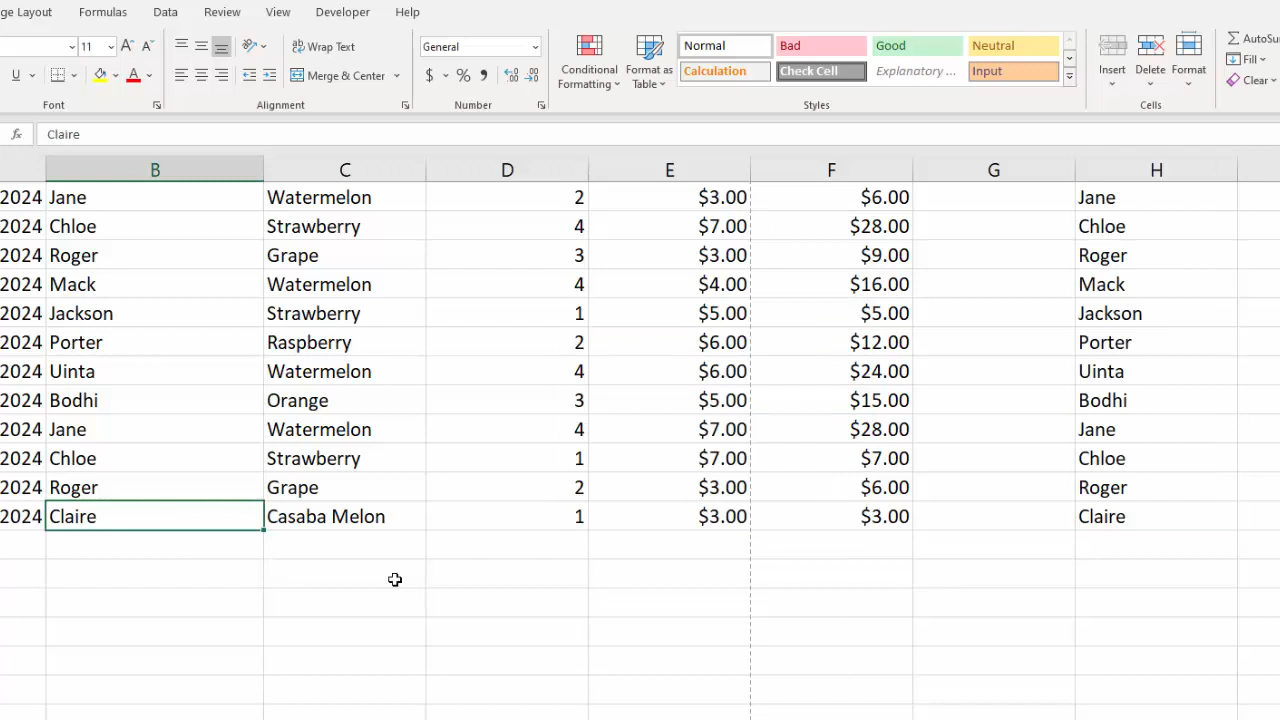 ge Layout Formulas Data Review View Developer Help
11 A A ab Wrap Text General Conditional Formatting Format as Table Normal Bad Good Neutral Insert Delete Format AutoSu
U A Merge & Center $ % Calculation Check Cell Explanatory ... Input Fill Clear
Font Alignment Number Styles Cells
fx Claire
B C D E F G H
2024 Jane Watermelon 2 $3.00 $6.00 Jane
2024 Chloe Strawberry 4 $7.00 $28.00 Chloe
2024 Roger Grape 3 $3.00 $9.00 Roger
2024 Mack Watermelon 4 $4.00 $16.00 Mack
2024 Jackson Strawberry 1 $5.00 $5.00 Jackson
2024 Porter Raspberry 2 $6.00 $12.00 Porter
2024 Uinta Watermelon 4 $6.00 $24.00 Uinta
2024 Bodhi Orange 3 $5.00 $15.00 Bodhi
2024 Jane Watermelon 4 $7.00 $28.00 Jane
2024 Chloe Strawberry 1 $7.00 $7.00 Chloe
2024 Roger Grape 2 $3.00 $6.00 Roger
2024 Claire Casaba Melon 1 $3.00 $3.00 Claire